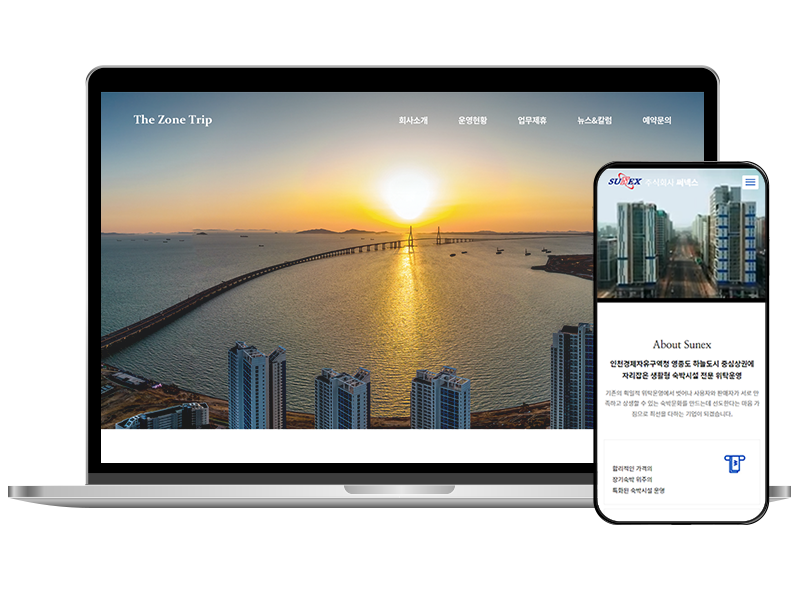 The Zone Trip
회사소개 운영현황 업무제휴 뉴스&칼럼 예약문의
SUNEX 주식회사 써넥스
About Sunex
인천경제자유구역청 영종도 하늘도시 중심상권에
자리잡은 생활형 숙박시설 전문 위탁운영
기존의 획일적 위탁운영에서 벗어나 사용자와 판매자가 서로 만
족하고 상생할 수 있는 숙박문화를 만드는데 선도한다는 마음 가
짐으로 최선을 다하는 기업이 되겠습니다.
합리적인 가격의
장기숙박 위주의
특화된 숙박시설 운영